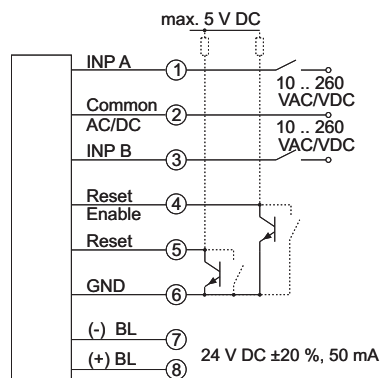 max. 5 V DC
INP A
1
10 .. 260
VAC/VDC
Common
AC/DC
2
10 .. 260
VAC/VDC
INP B
3
Reset
Enable
4
Reset
5
GND
6
(-) BL
7
24 V DC ±20 %, 50 mA
(+) BL
8